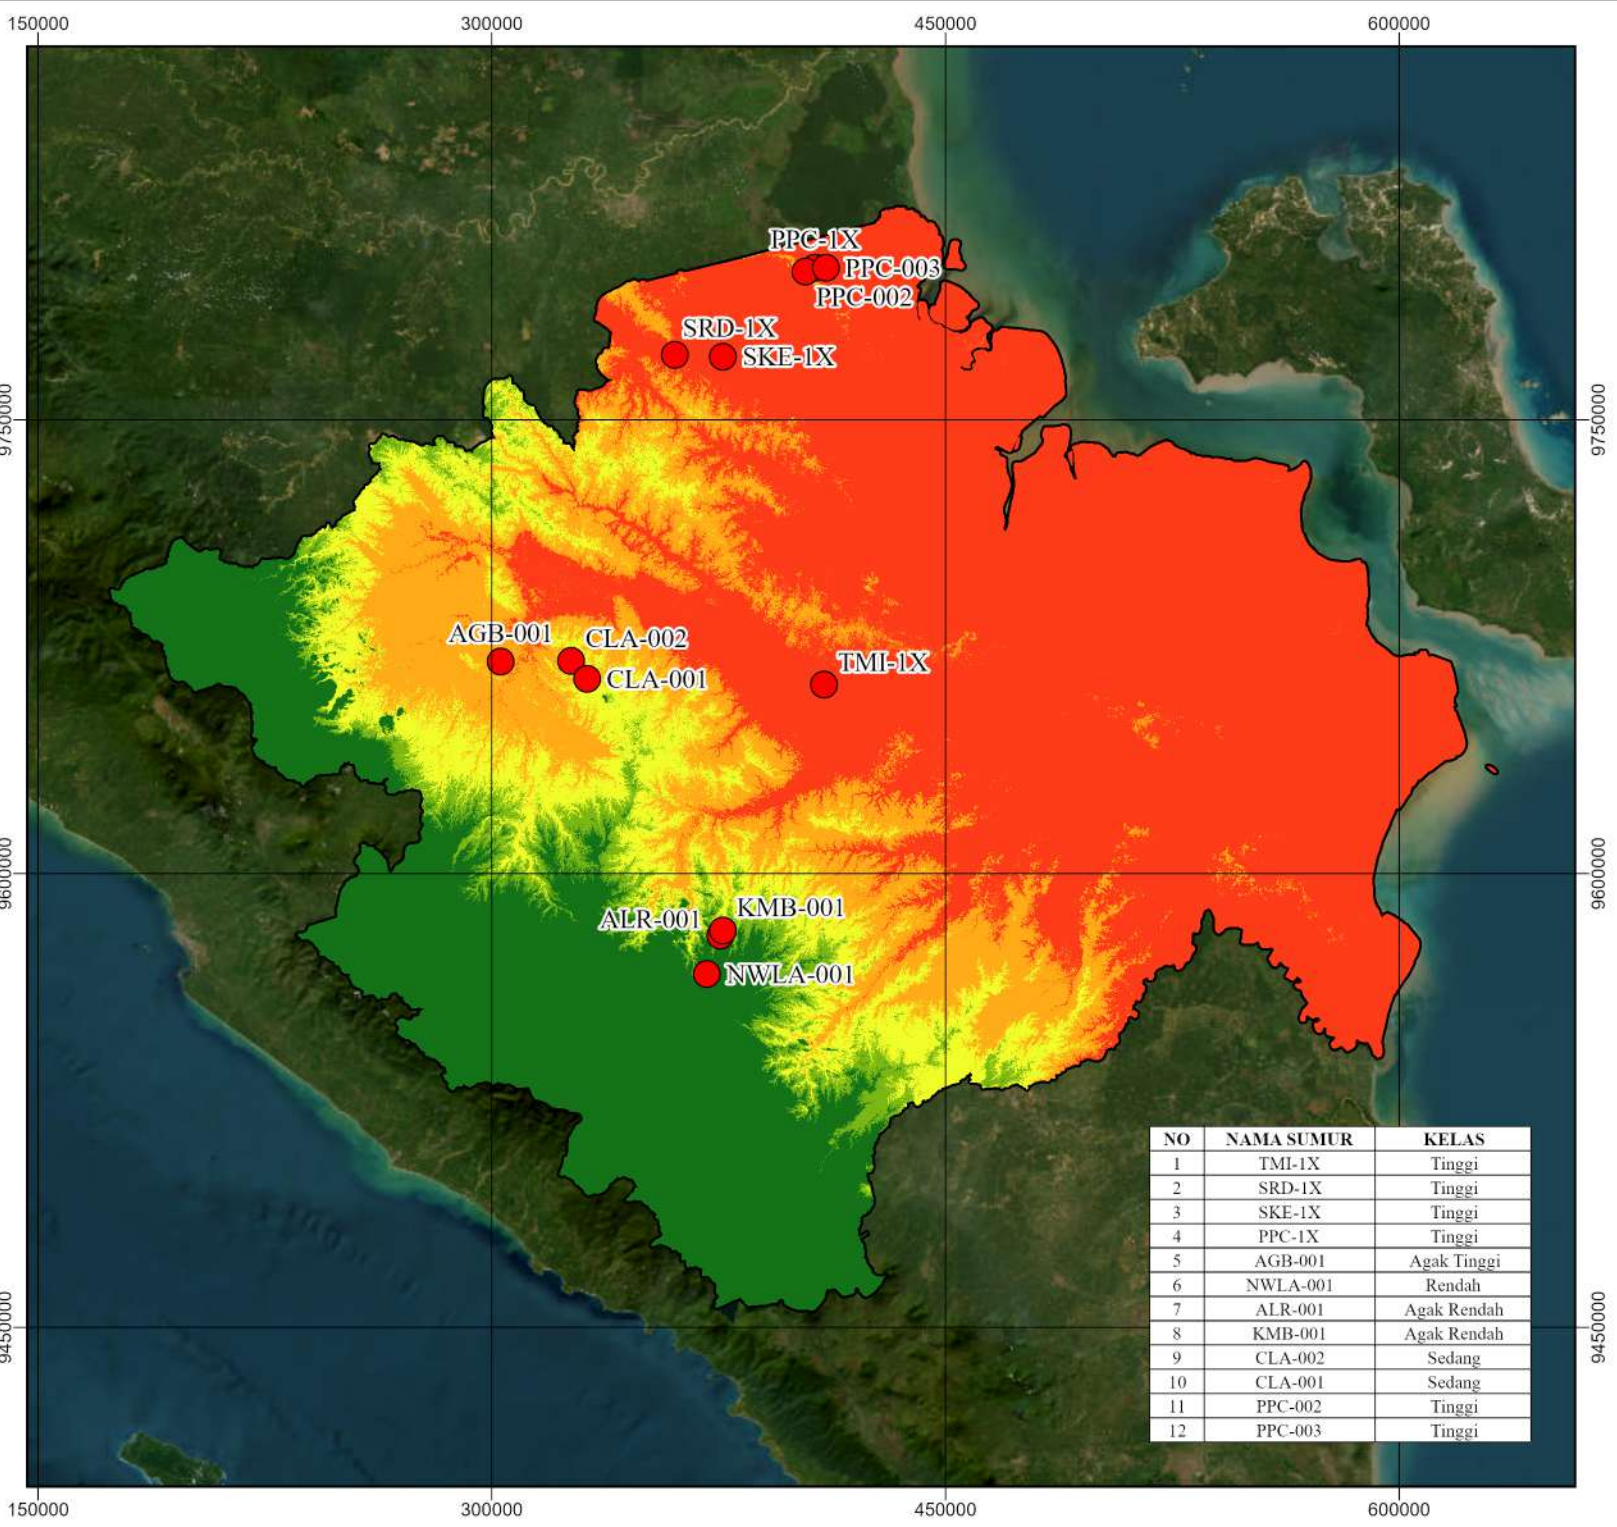 150000 300000 450000 600000
PPC-1X
PPC-003
PPC-002
SRD-1X
SKE-1X
9750000 9750000
AGB-001
CLA-002
CLA-001
TMI-1X
9600000 9600000
KMB-001
ALR-001
NWLA-001
NO NAMA SUMUR KELAS
1 TMI-1X Tinggi
2 SRD-1X Tinggi
3 SKE-1X Tinggi
4 PPC-1X Tinggi
5 AGB-001 Agak Tinggi
6 NWLA-001 Rendah
7 ALR-001 Agak Rendah
8 KMB-001 Agak Rendah
9 CLA-002 Sedang
10 CLA-001 Sedang
11 PPC-002 Tinggi
12 PPC-003 Tinggi
9450000 9450000
150000 300000 450000 600000